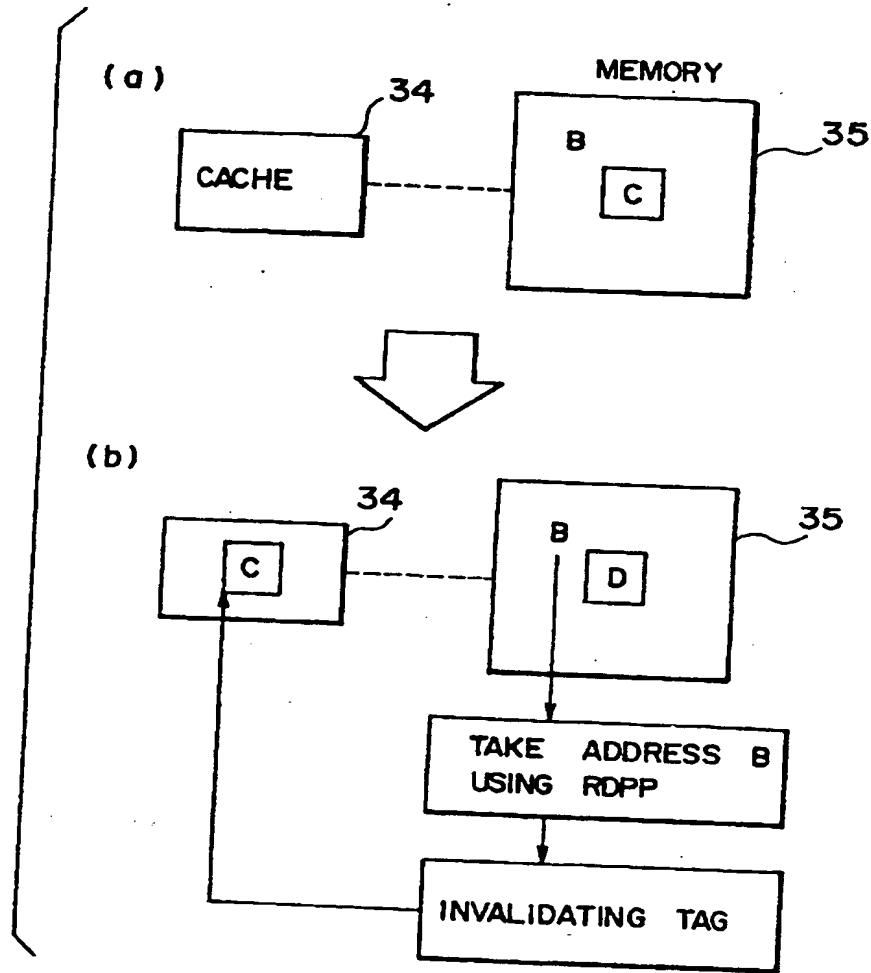 (a)
MEMORY
34
35
CACHE
B
C
(b)
34
35
C
B
D
TAKE ADDRESS B
USING RDPP
INVALIDATING TAG